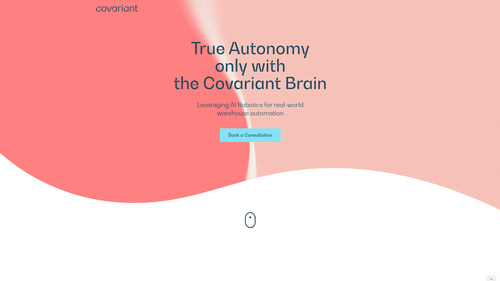 covariant
True Autonomy
only with
the Covariant Brain
Leveraging AI Robotics for real-world
warehouse automation
Book a Consultation